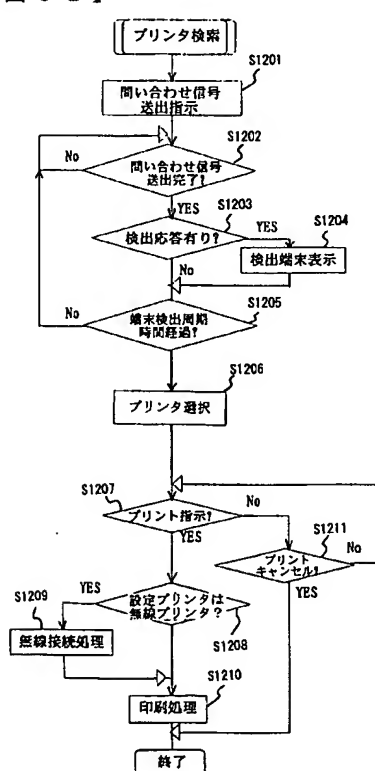 プリンタ検索
S1201
問い合わせ信号
送出指示
S1202
No
問い合わせ信号
送出完了?
YES
S1203
検出応答有り?
YES
S1204
検出端末表示
No
No
S1205
端末検出周期
時間経過?
S1206
プリンタ選択
S1207
プリント指示?
No
YES
S1211
プリント
キャンセル?
No
YES
YES
設定プリンタは
無線プリンタ?
S1208
S1209
無線接続処理
S1210
印刷処理
終了